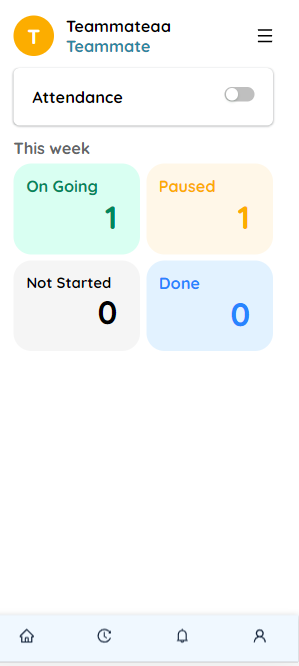 T
Teammateaa
Teammate
Attendance
This week
On Going
1
Paused
1
Not Started
0
Done
0